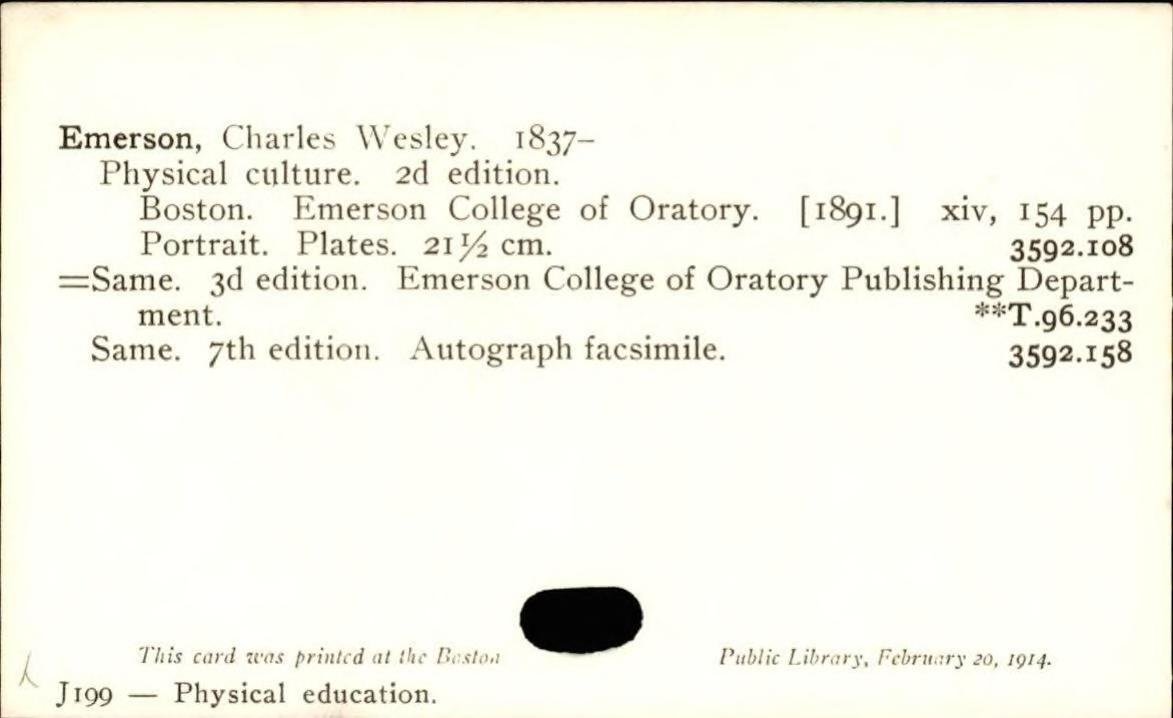 Emerson, Charles Wesley. 1837–
Physical culture. 2d edition.
Boston. Emerson College of Oratory. [1891.] xiv, 154 pp.
Portrait. Plates. 21½ cm. 3592.108
=Same. 3d edition. Emerson College of Oratory Publishing Depart-
ment. **T.96.233
Same. 7th edition. Autograph facsimile. 3592.158
This card was printed at the Boston Public Library, February 20, 1914.
J199 — Physical education.